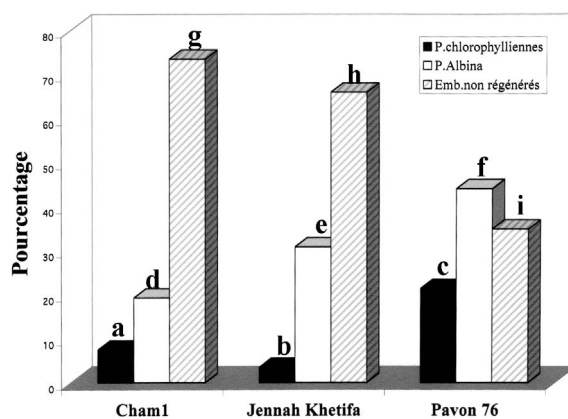 Pourcentage
80
70
60
50
40
30
20
10
0
P.chlorophylliennes
P.Albina
Emb.non régénérés
a
d
g
b
e
h
c
f
i
Cham1
Jennah Khetifa
Pavon 76